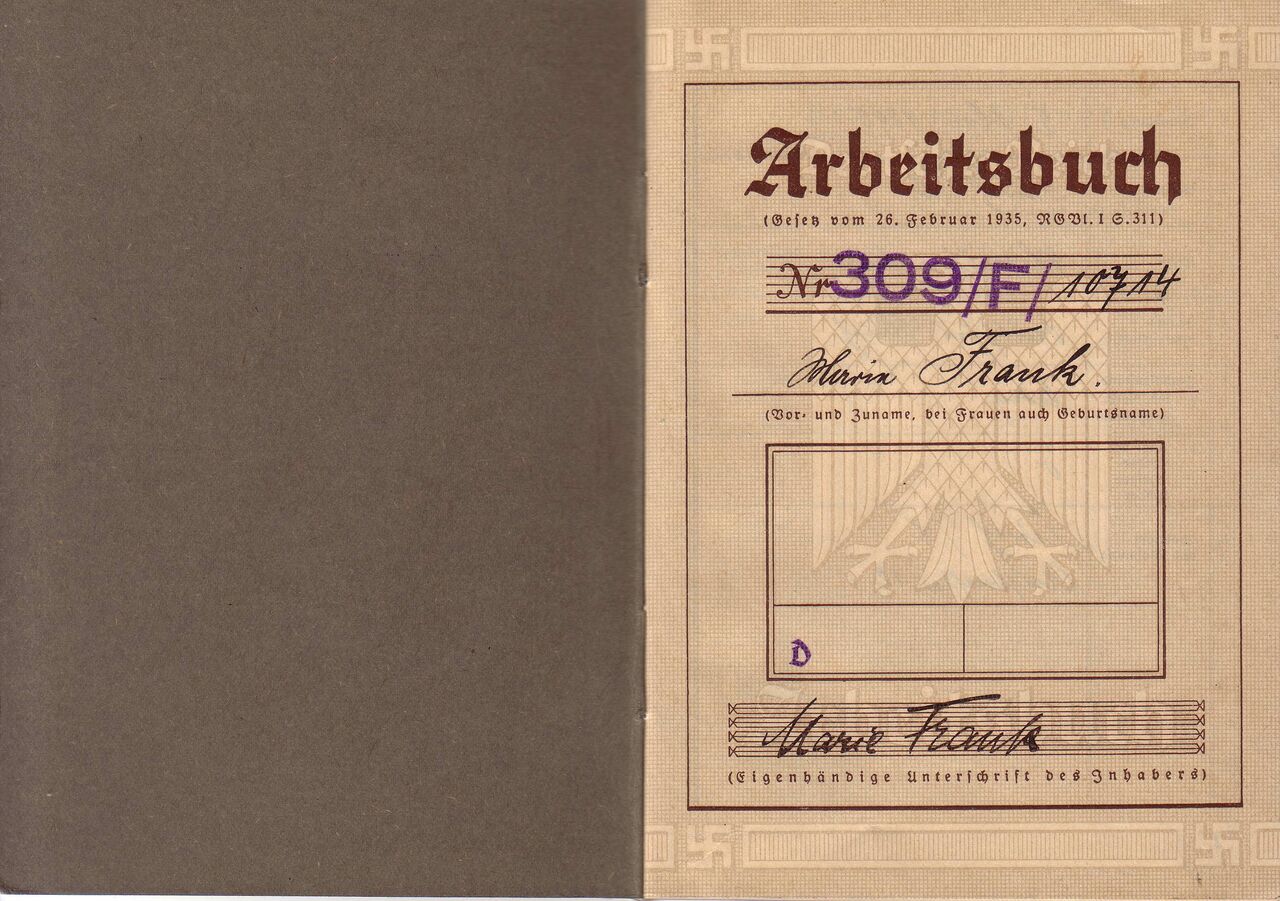 Arbeitsbuch
(Gesetz vom 26. Februar 1935, RGBl. I S. 311)
Nr. 309/F/10714
Maria Frank.
(Vor- und Zuname, bei Frauen auch Geburtsname)
D
Marie Frank
(Eigenhändige Unterschrift des Inhabers)